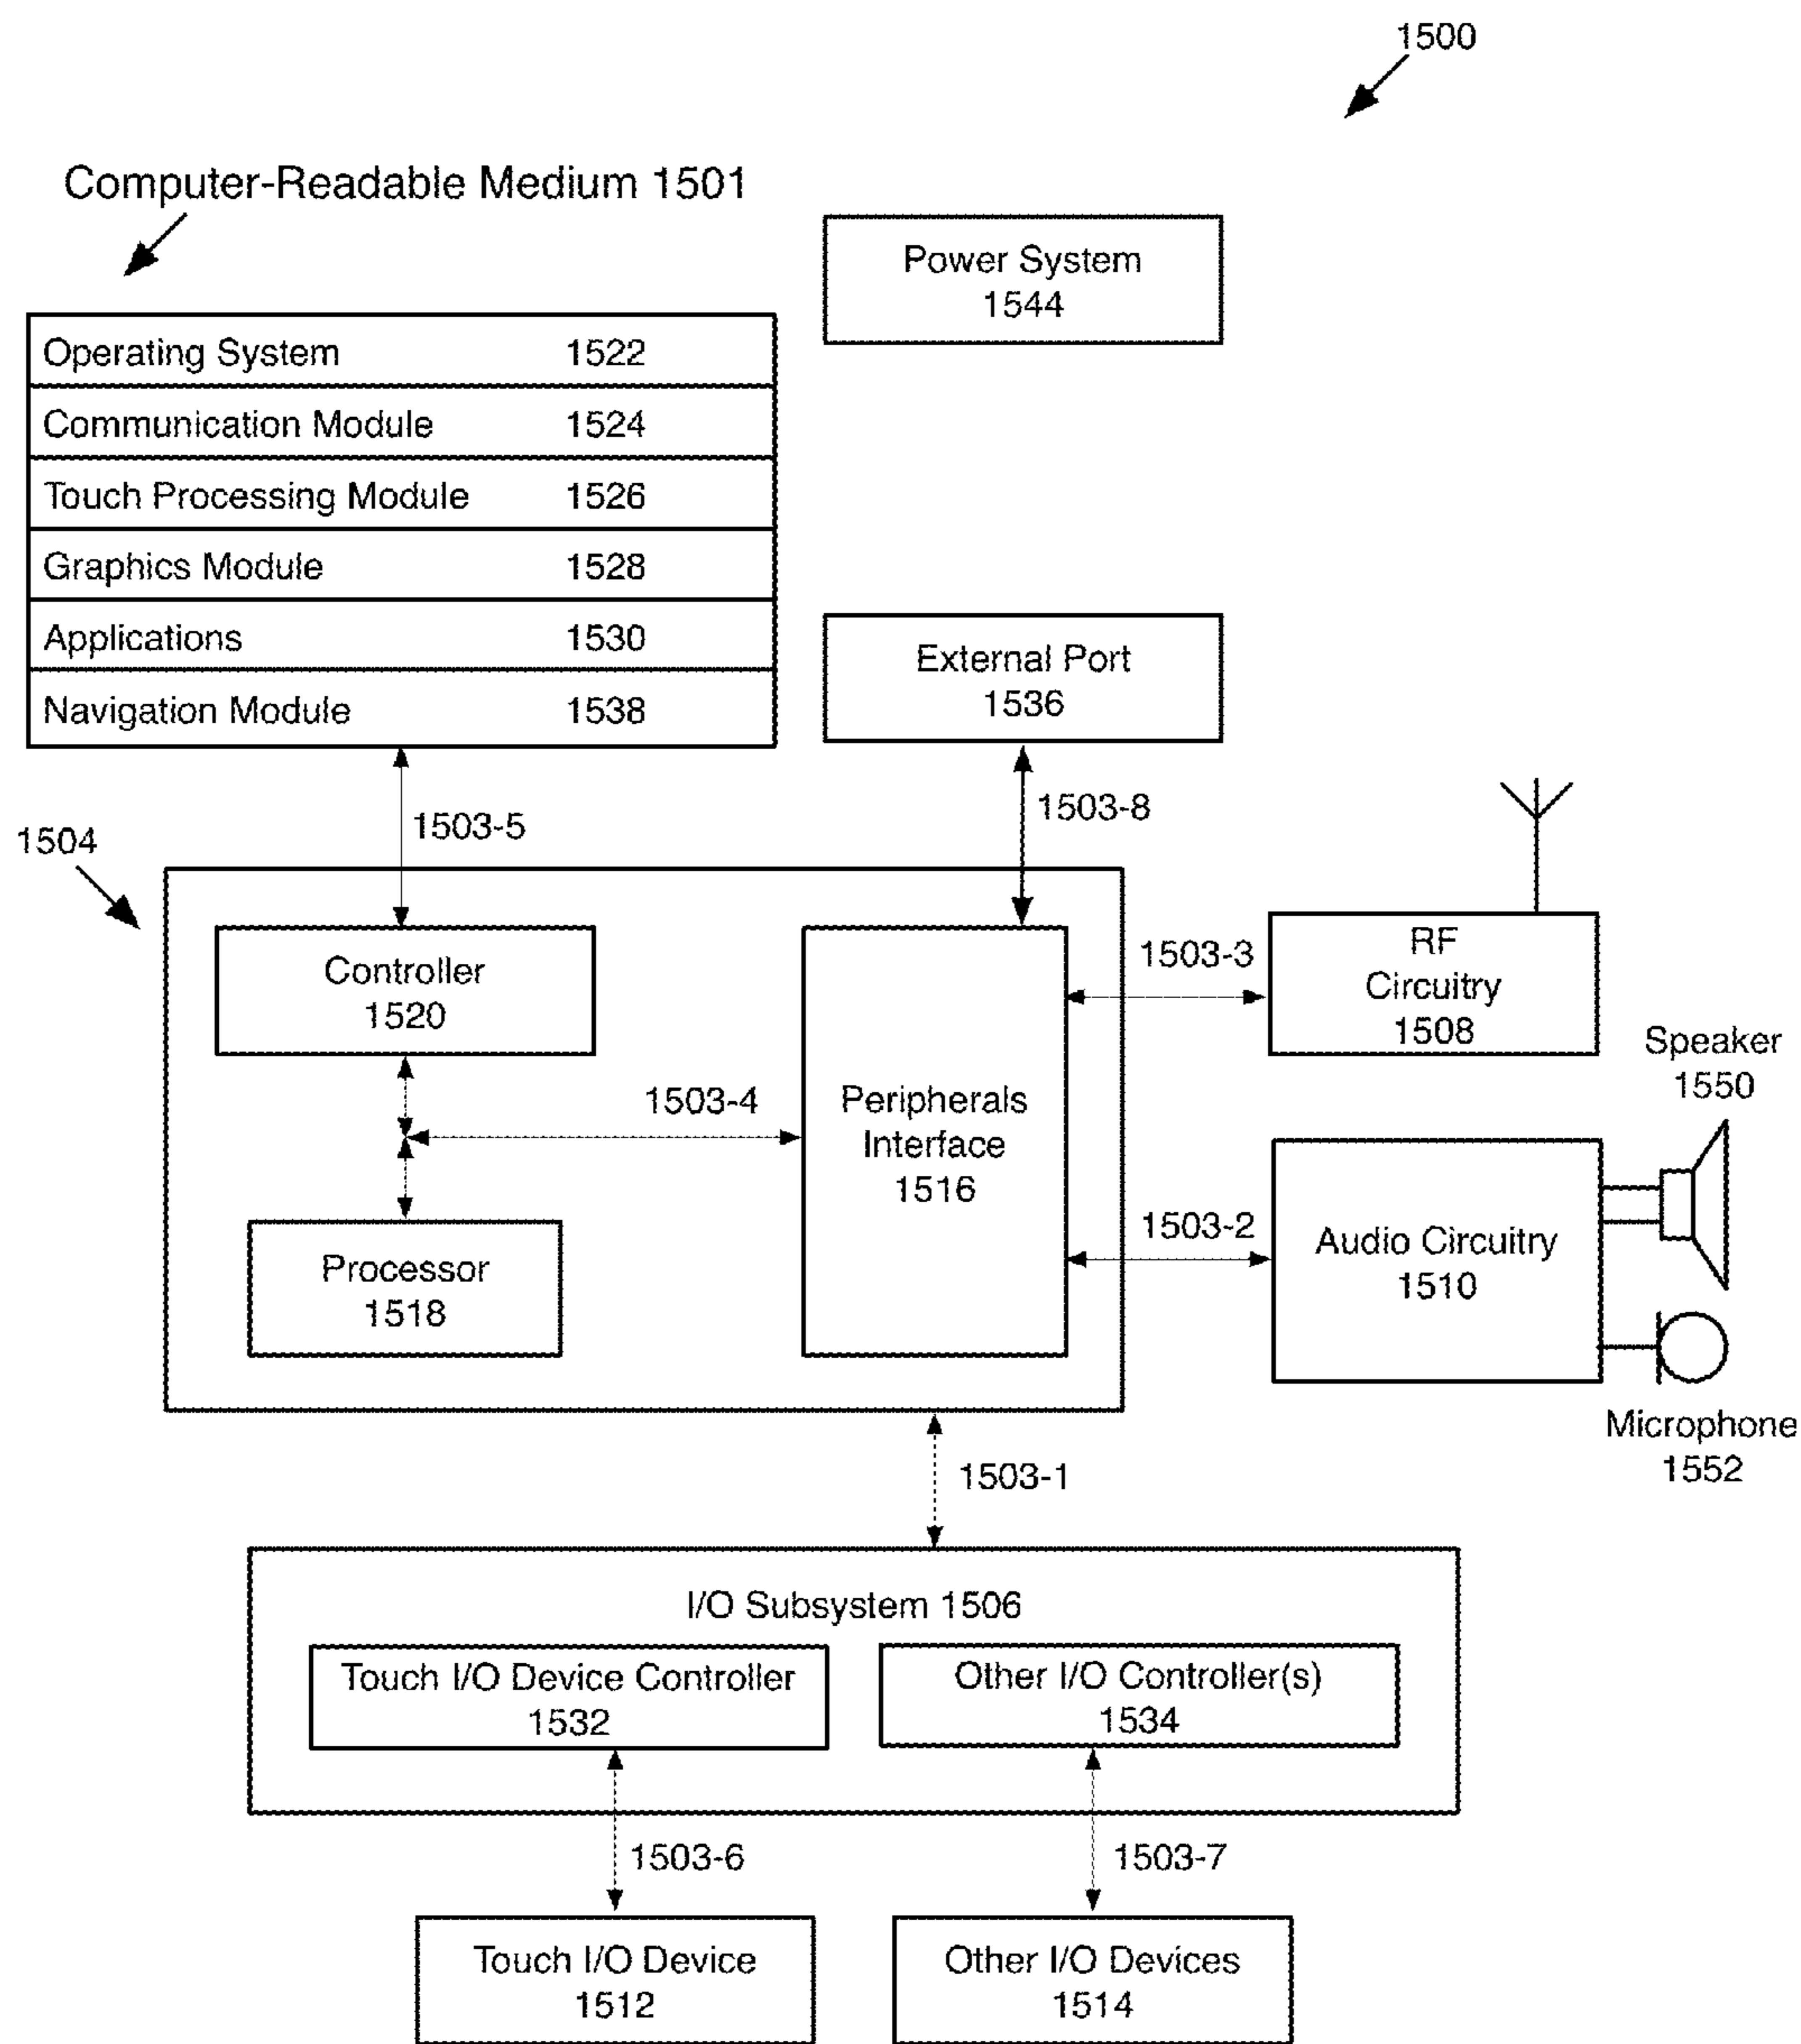 1500
Computer-Readable Medium 1501
Power System
1544
Operating System 1522
Communication Module 1524
Touch Processing Module 1526
Graphics Module 1528
Applications 1530
Navigation Module 1538
External Port
1536
1503-5
1503-8
1504
Controller
1520
1503-3
RF
Circuitry
1508
Speaker
1550
1503-4
Peripherals
Interface
1516
Processor
1518
1503-2
Audio Circuitry
1510
Microphone
1552
1503-1
I/O Subsystem 1506
Touch I/O Device Controller
1532
Other I/O Controller(s)
1534
1503-6
1503-7
Touch I/O Device
1512
Other I/O Devices
1514